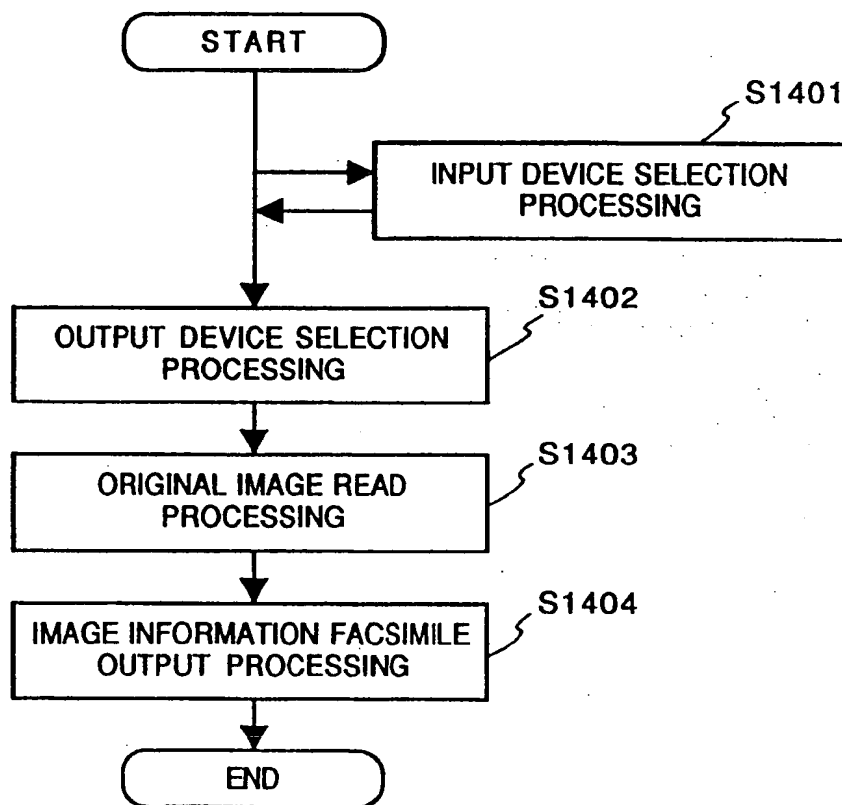 START
S1401
INPUT DEVICE SELECTION
PROCESSING
S1402
OUTPUT DEVICE SELECTION
PROCESSING
S1403
ORIGINAL IMAGE READ
PROCESSING
S1404
IMAGE INFORMATION FACSIMILE
OUTPUT PROCESSING
END